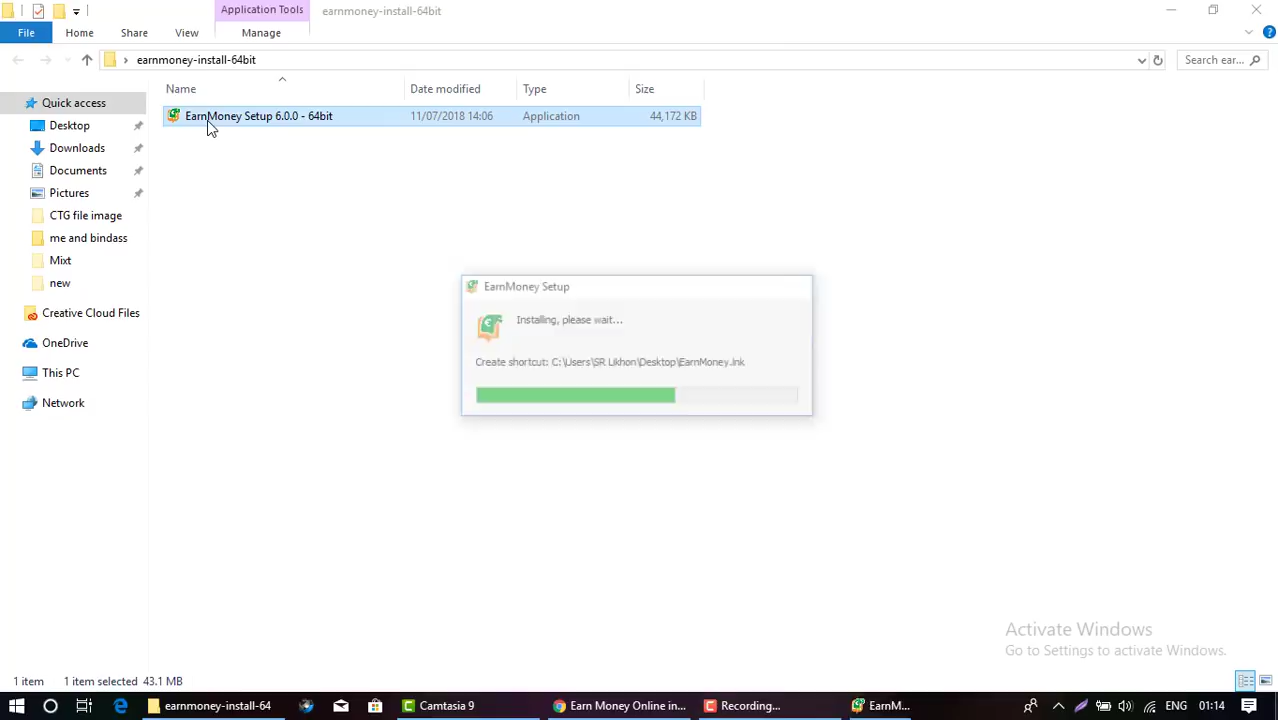 Application Tools
earnmoney-install-64bit
File
Home
Share
View
Manage
earnmoney-install-64bit
Search ear...
Name
Date modified
Type
Size
Quick access
EarnMoney Setup 6.0.0 - 64bit
11/07/2018 14:06
Application
44,172 KB
Desktop
Downloads
Documents
Pictures
CTG file image
me and bindass
Mixt
new
Creative Cloud Files
OneDrive
This PC
Network
EarnMoney Setup
Installing, please wait...
Create shortcut: C:\Users\SR Likhon\Desktop\EarnMoney.lnk
Activate Windows
Go to Settings to activate Windows.
1 item
1 item selected 43.1 MB
earnmoney-install-64
Camtasia 9
Earn Money Online in...
Recording...
EarnM...
ENG
01:14